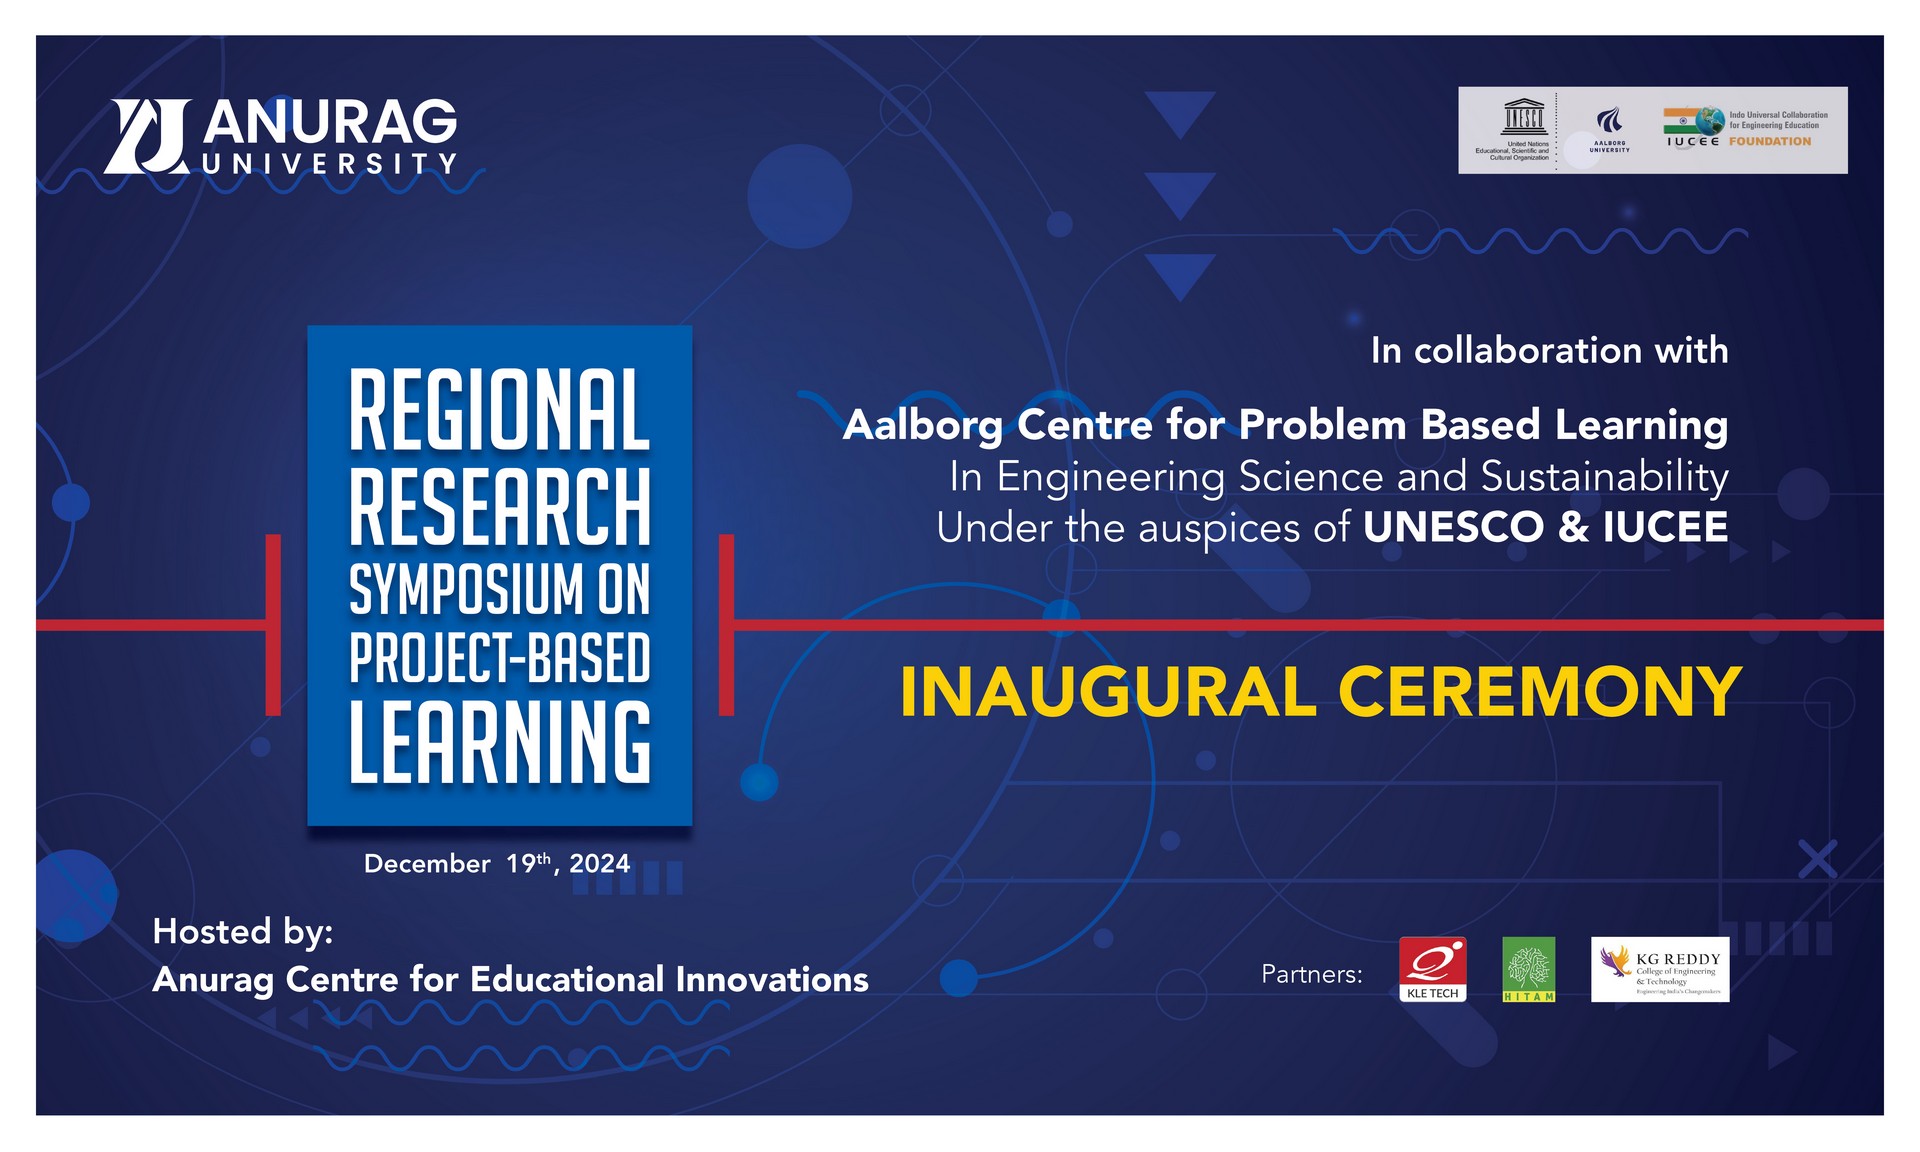 ANURAG
UNIVERSITY
UNESCO
United Nations
Educational, Scientific and
Cultural Organization
AALBORG
UNIVERSITY
IUCEE
Indo Universal Collaboration
for Engineering Education
FOUNDATION
REGIONAL
RESEARCH
SYMPOSIUM ON
PROJECT-BASED
LEARNING
December 19th, 2024
In collaboration with
Aalborg Centre for Problem Based Learning
In Engineering Science and Sustainability
Under the auspices of UNESCO & IUCEE
INAUGURAL CEREMONY
Hosted by:
Anurag Centre for Educational Innovations
Partners:
KLE TECH
HITAM
KG REDDY
College of Engineering
& Technology
Engineering India's Changemakers